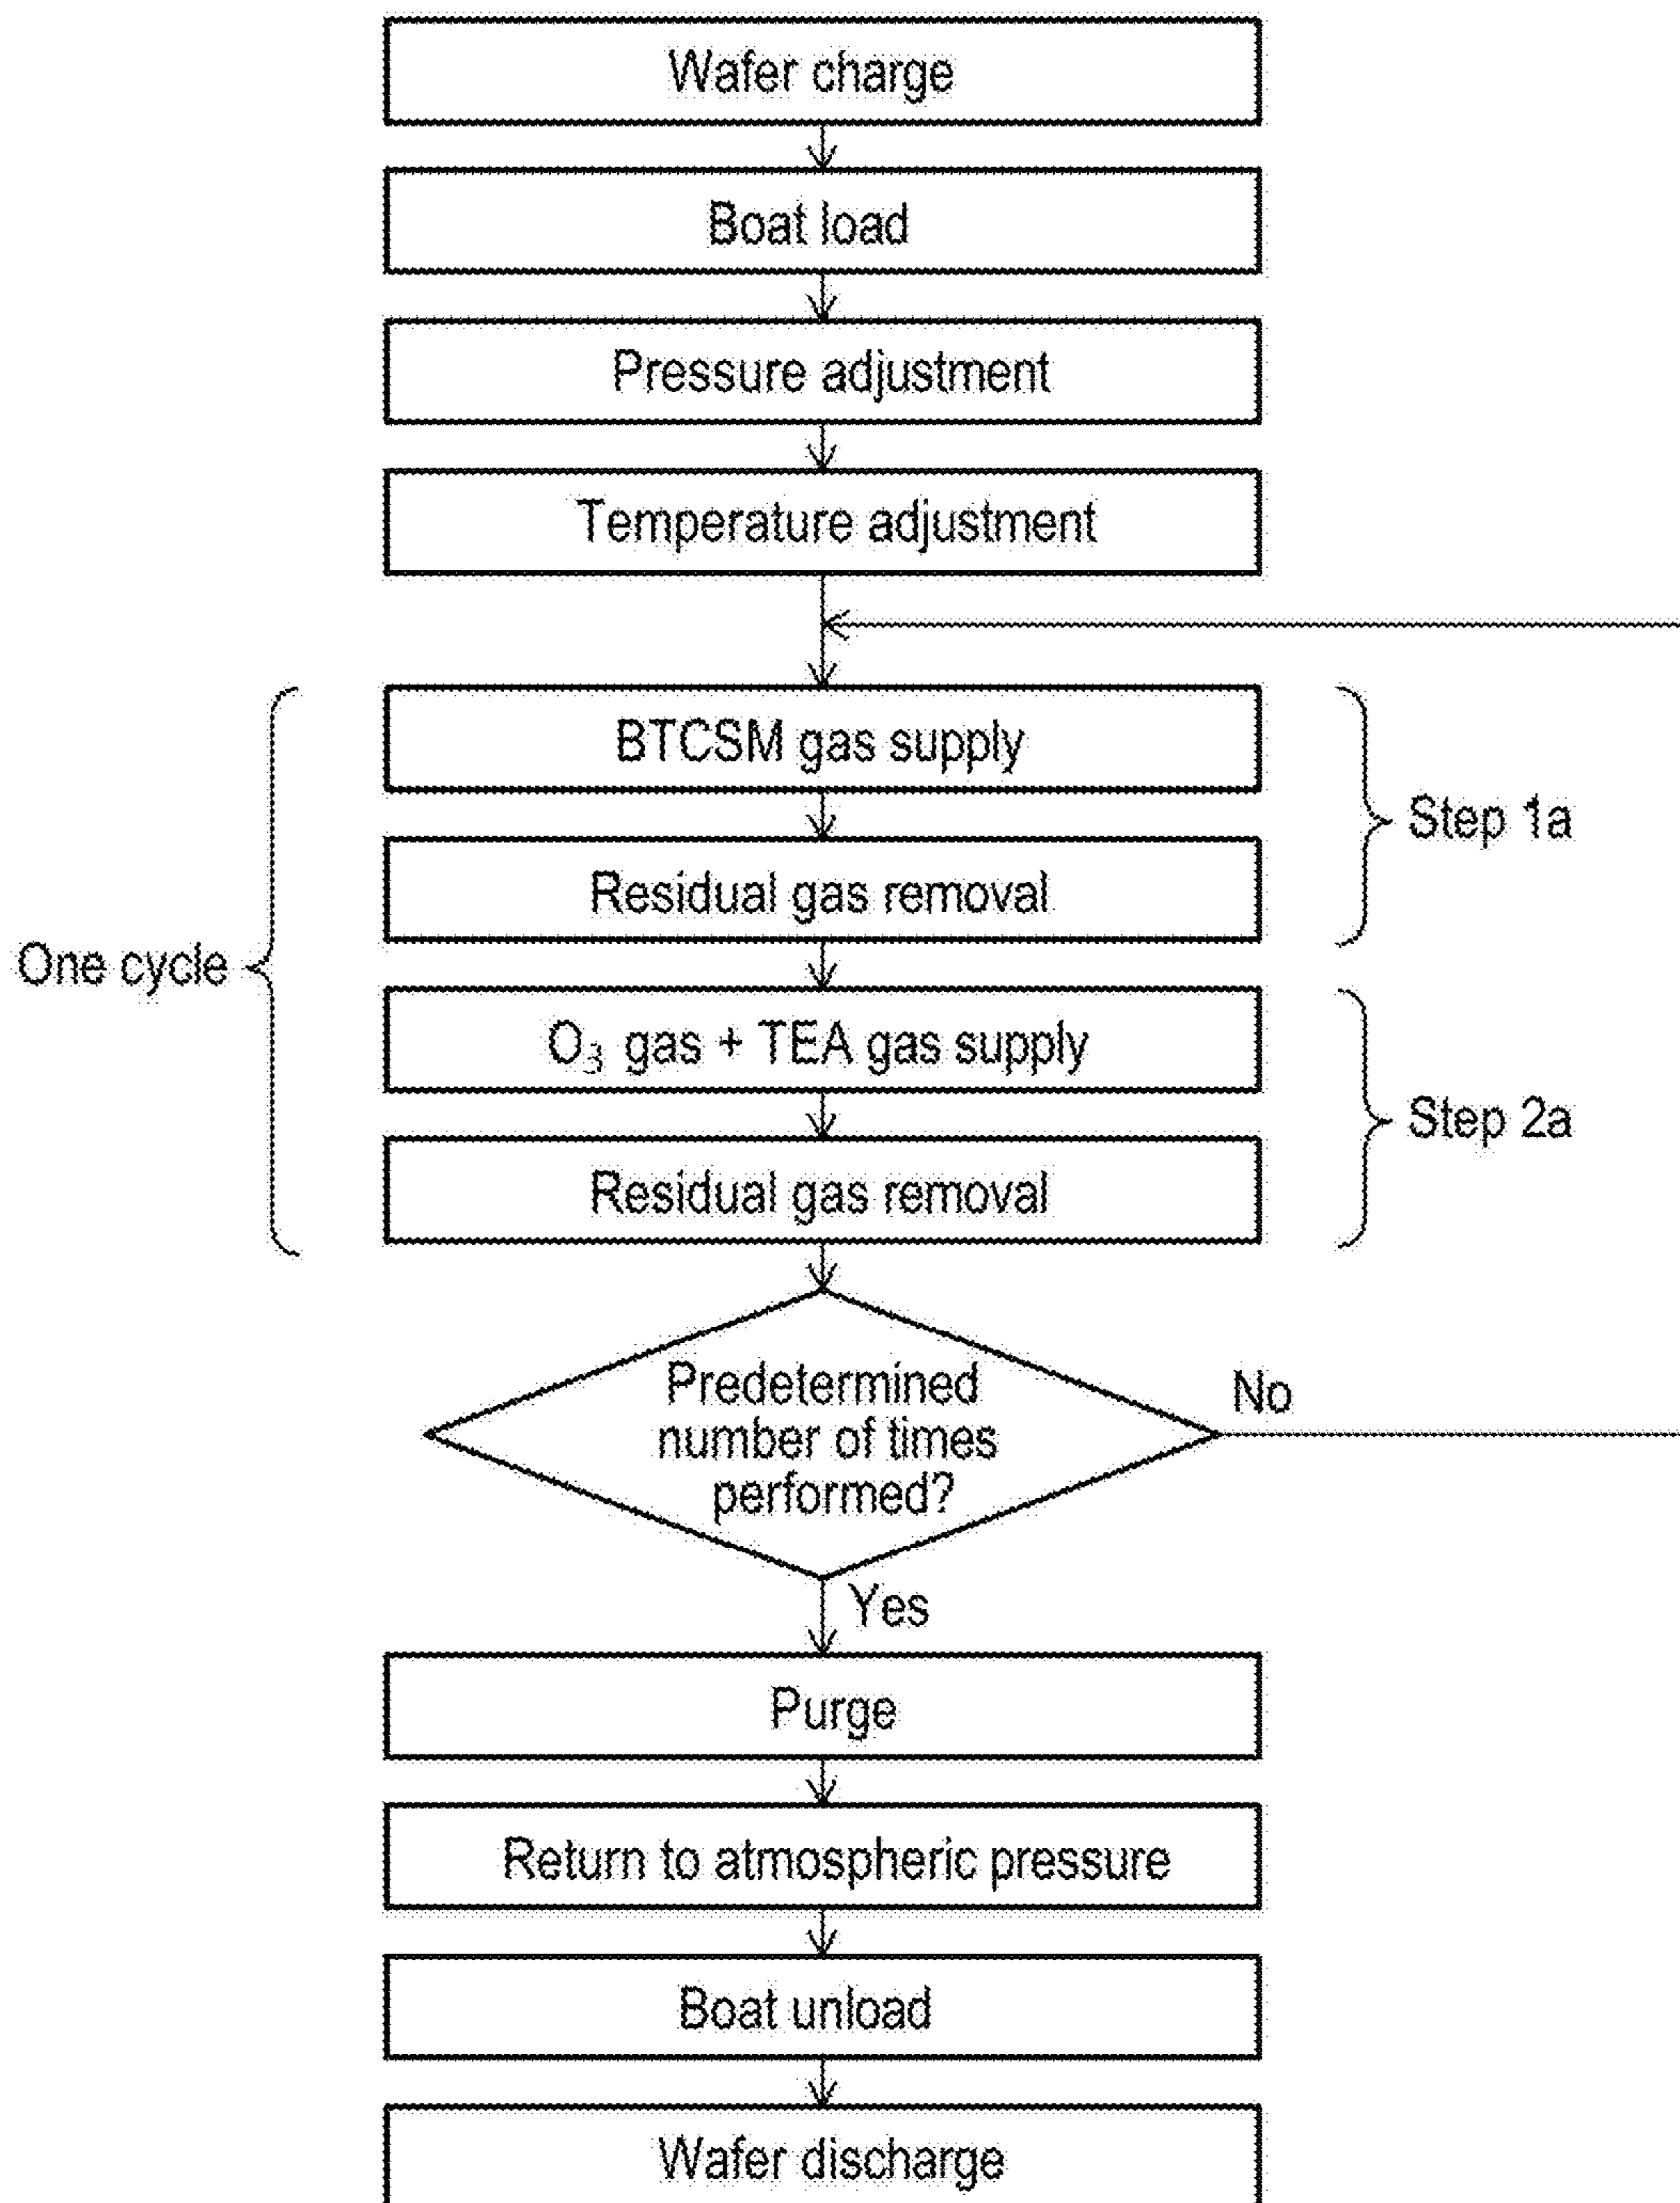 Wafer charge
Boat load
Pressure adjustment
Temperature adjustment
BTCSM gas supply
Step 1a
Residual gas removal
One cycle
O₃ gas + TEA gas supply
Step 2a
Residual gas removal
Predetermined
number of times
performed?
No
Yes
Purge
Return to atmospheric pressure
Boat unload
Wafer discharge